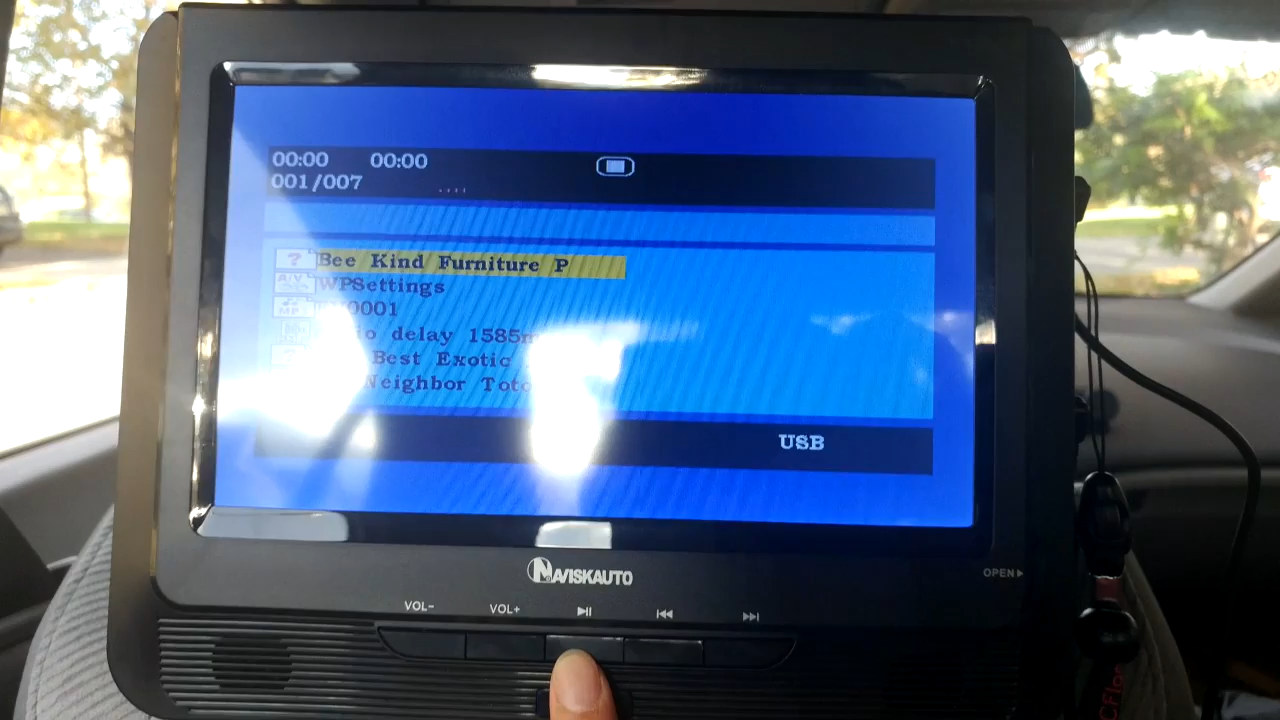 00:00 00:00
001/007
Bee Kind Furniture P
WPSettings
0001
delay 1585m
Best Exotic
Neighbor Toto
USB
NAVISKAUTO
OPEN
VOL- VOL+